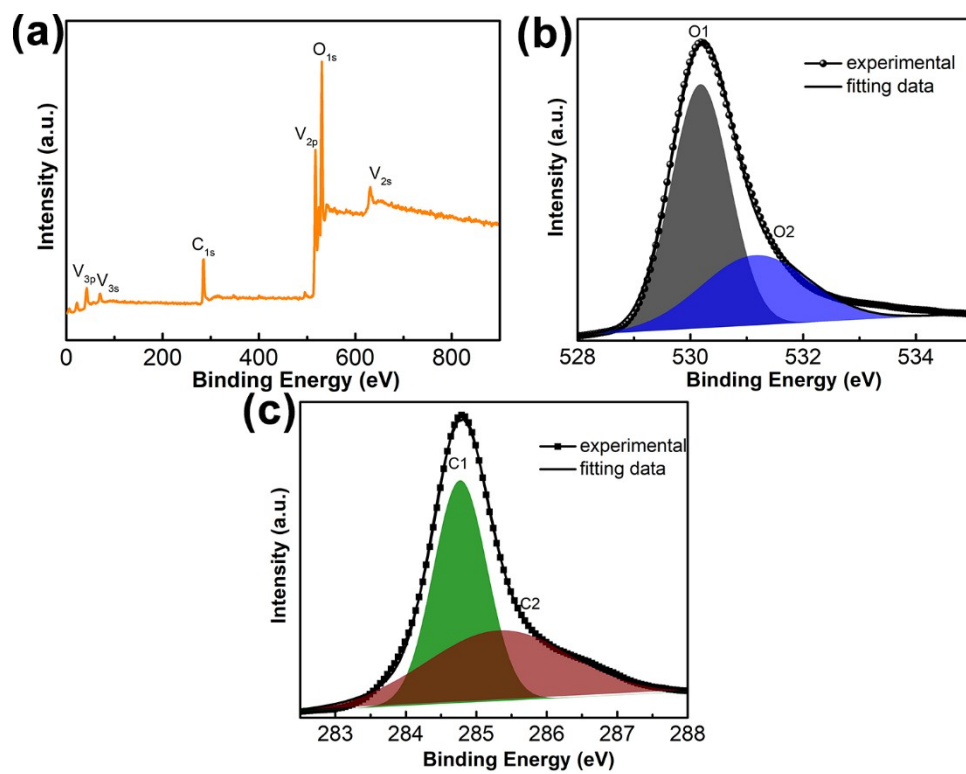 (a)
Intensity (a.u.)
O1s
V2p
V2s
C1s
V3p
V3s
0 200 400 600 800
Binding Energy (eV)
(b)
Intensity (a.u.)
O1
experimental
fitting data
O2
528 530 532 534
Binding Energy (eV)
(c)
Intensity (a.u.)
experimental
fitting data
C1
C2
283 284 285 286 287 288
Binding Energy (eV)